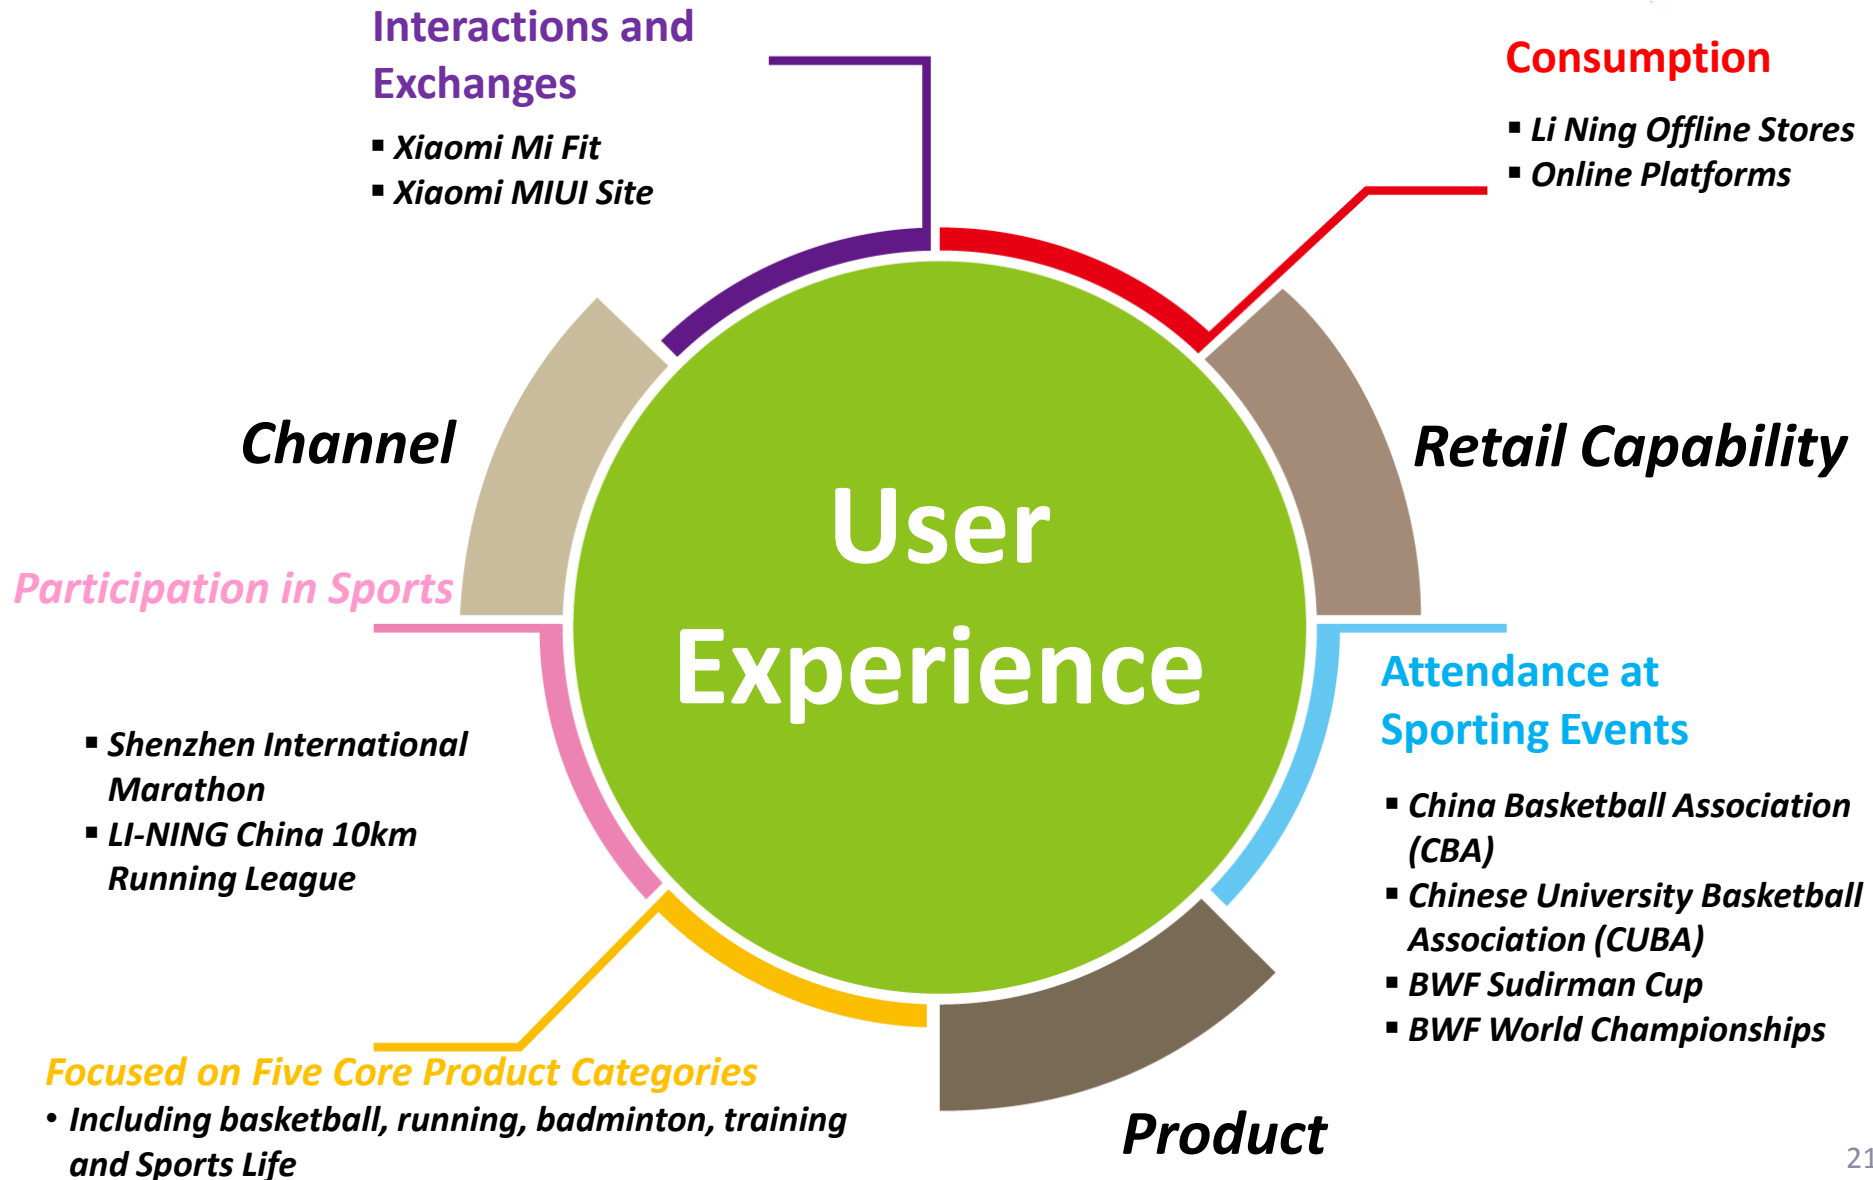 Interactions and
Exchanges
▪ Xiaomi Mi Fit
▪ Xiaomi MIUI Site
Consumption
▪ Li Ning Offline Stores
▪ Online Platforms
Channel
Retail Capability
User
Experience
Participation in Sports
▪ Shenzhen International
Marathon
▪ LI-NING China 10km
Running League
Attendance at
Sporting Events
▪ China Basketball Association
(CBA)
▪ Chinese University Basketball
Association (CUBA)
▪ BWF Sudirman Cup
▪ BWF World Championships
Focused on Five Core Product Categories
• Including basketball, running, badminton, training
and Sports Life
Product
21